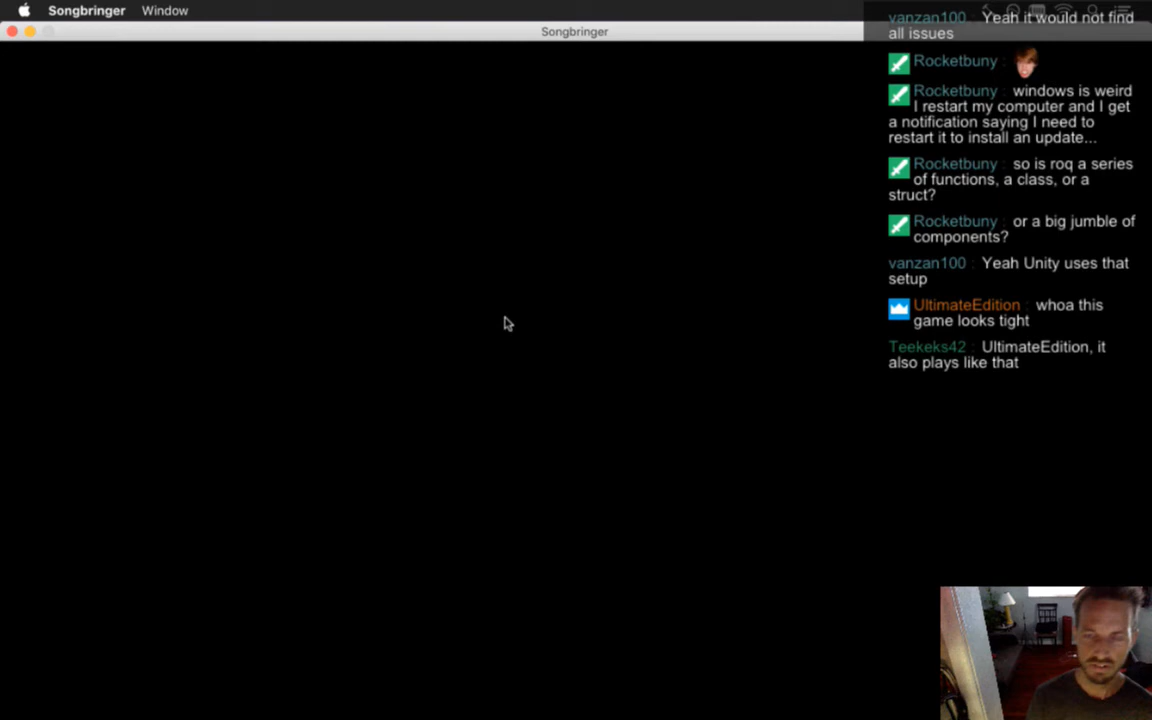 Songbringer Window
Songbringer
vanzan100 : Yeah it would not find
all issues
Rocketbuny :
Rocketbuny : windows is weird
I restart my computer and I get
a notification saying I need to
restart it to install an update...
Rocketbuny : so is roq a series
of functions, a class, or a
struct?
Rocketbuny : or a big jumble of
components?
vanzan100 : Yeah Unity uses that
setup
UltimateEdition : whoa this
game looks tight
Teekeks42 : UltimateEdition, it
also plays like that